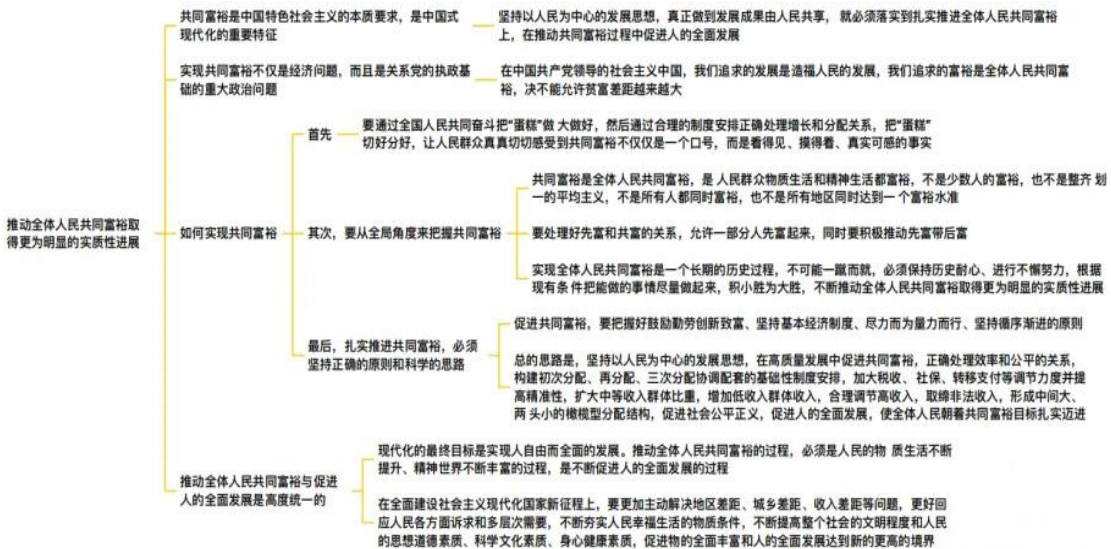 共同富裕是中国特色社会主义的本质要求，是中国式
现代化的重要特征
坚持以人民为中心的发展思想，真正做到发展成果由人民共享， 就必须落实到扎实推进全体人民共同富裕
上，在推动共同富裕过程中促进人的全面发展
实现共同富裕不仅是经济问题，而且是关系党的执政基
础的重大政治问题
在中国共产党领导的社会主义中国，我们追求的发展是造福人民的发展，我们追求的富裕是全体人民共同富
裕，决不能允许贫富差距越来越大
首先
要通过全国人民共同奋斗把“蛋糕”做 大做好，然后通过合理的制度安排正确处理增长和分配关系，把“蛋糕”
切好分好，让人民群众真真切切感受到共同富裕不仅仅是一个口号，而是看得见、摸得着、真实可感的事实
推动全体人民共同富裕取
得更为明显的实质性进展
如何实现共同富裕
其次，要从全局角度来把握共同富裕
共同富裕是全体人民共同富裕，是 人民群众物质生活和精神生活都富裕，不是少数人的富裕，也不是整齐 划
一的平均主义，不是所有人都同时富裕，也不是所有地区同时达到一 个富裕水准
要处理好先富和共富的关系，允许一部分人先富起来，同时要积极推动先富带后富
实现全体人民共同富裕是一个长期的历史过程，不可能一蹴而就，必须保持历史耐心、进行不懈努力，根据
现有条 件把能做的事情尽量做起来，积小胜为大胜，不断推动全体人民共同富裕取得更为明显的实质性进展
最后，扎实推进共同富裕，必须
坚持正确的原则和科学的思路
促进共同富裕，要把握好鼓励勤劳创新致富、坚持基本经济制度、尽力而为量力而行、坚持循序渐进的原则
总的思路是，坚持以人民为中心的发展思想，在高质量发展中促进共同富裕，正确处理效率和公平的关系，
构建初次分配、再分配、三次分配协调配套的基础性制度安排，加大税收、 社保、转移支付等调节力度并提
高精准性，扩大中等收入群体比重，增加低收入群体收入，合理调节高收入，取缔非法收入，形成中间大、
两 头小的橄榄型分配结构，促进社会公平正义，促进人的全面发展，使全体人民朝着共同富裕目标扎实迈进
推动全体人民共同富裕与促进
人的全面发展是高度统一的
现代化的最终目标是实现人自由而全面的发展。推动全体人民共同富裕的过程，必须是人民的物 质生活不断
提升、精神世界不断丰富的过程，是不断促进人的全面发展的过程
在全面建设社会主义现代化国家新征程上，要更加主动解决地区差距、城乡差距、收入差距等问题，更好回
应人民各方面诉求和多层次需要，不断夯实人民幸福生活的物质条件，不断提高整个社会的文明程度和人民
的思想道德素质、科学文化素质、身心健康素质，促进物的全面丰富和人的全面发展达到新的更高的境界